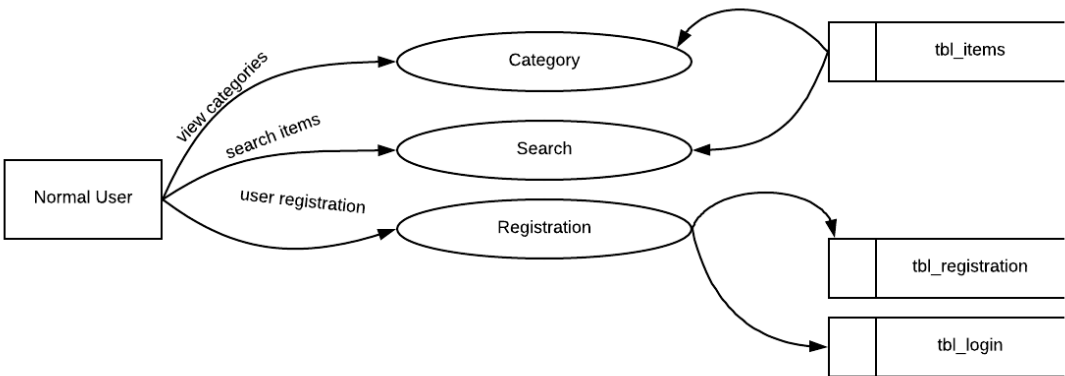 Category
tbl_items
view categories
search items
Search
Normal User
user registration
Registration
tbl_registration
tbl_login